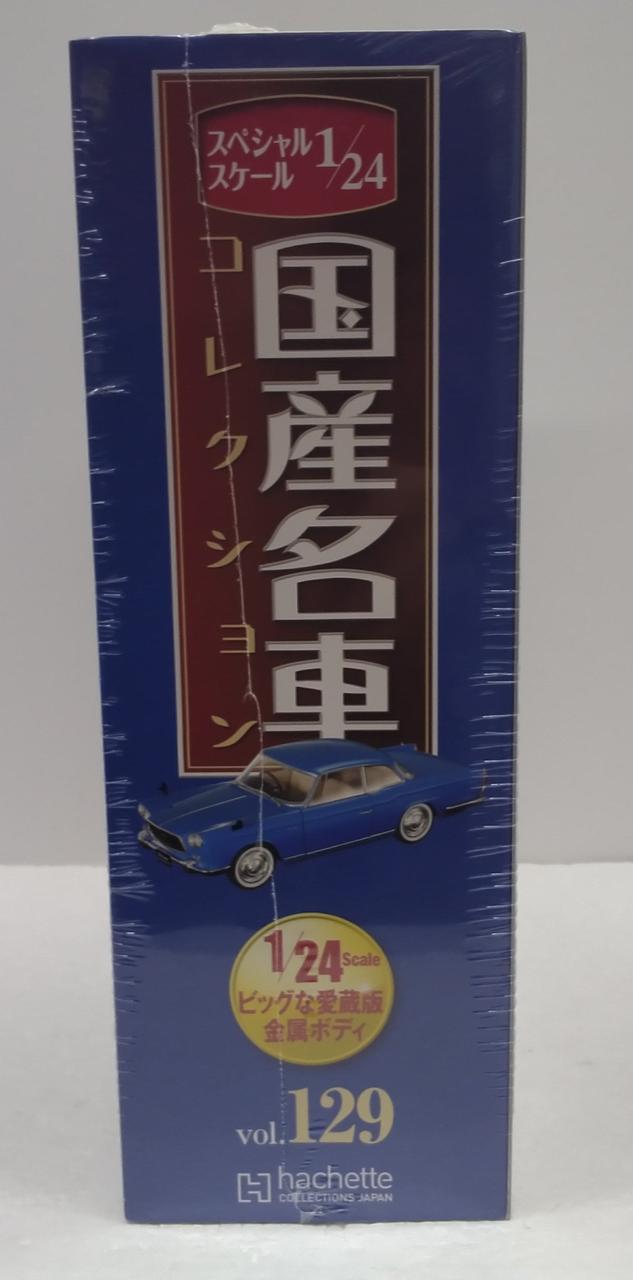 スペシャル
スケール 1/24
国産名車
コレクション
1/24 Scale
ビッグな愛蔵版
金属ボディ
vol.129
hachette
COLLECTIONS JAPAN